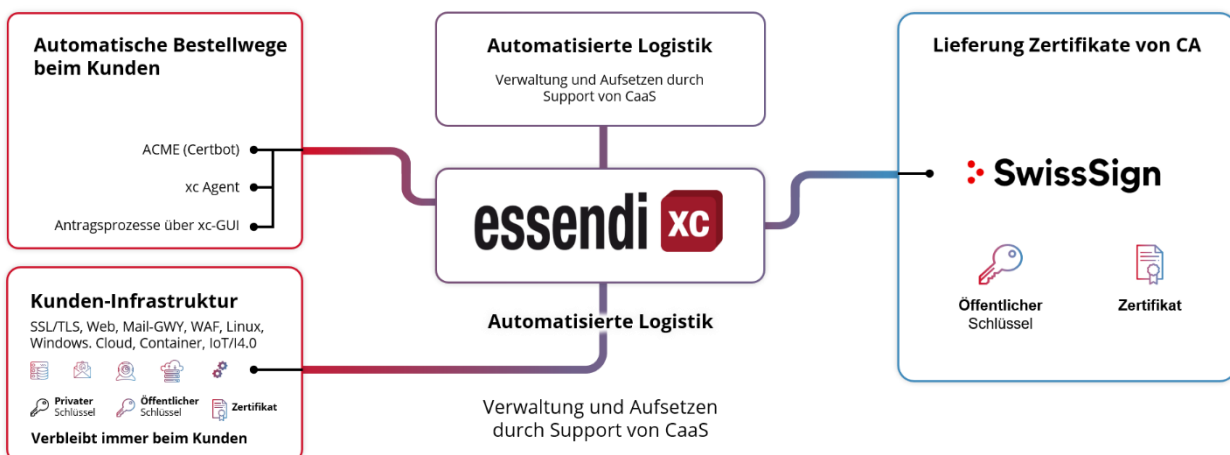 Automatische Bestellwege
beim Kunden
ACME (Certbot)
xc Agent
Antragsprozesse über xc-GUI
Kunden-Infrastruktur
SSL/TLS, Web, Mail-GWY, WAF, Linux,
Windows. Cloud, Container, IoT/I4.0
Privater
Schlüssel
Öffentlicher
Schlüssel
Zertifikat
Verbleibt immer beim Kunden
Automatisierte Logistik
Verwaltung und Aufsetzen durch
Support von CaaS
essendi xc
Automatisierte Logistik
Verwaltung und Aufsetzen
durch Support von CaaS
Lieferung Zertifikate von CA
SwissSign
Öffentlicher
Schlüssel
Zertifikat